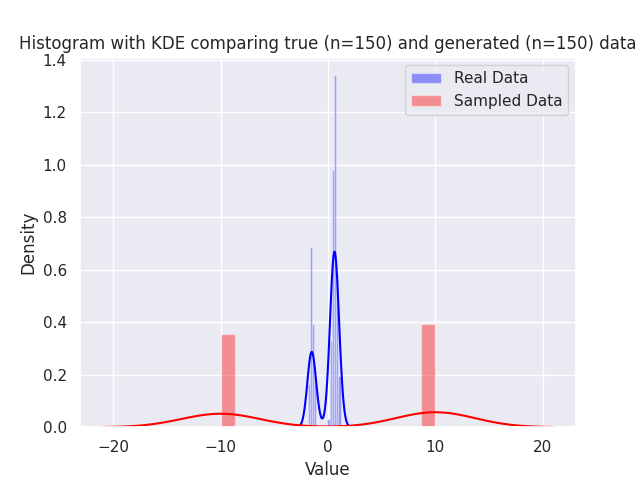 Histogram with KDE comparing true (n=150) and generated (n=150) data
Real Data
Sampled Data
Density
1.4
1.2
1.0
0.8
0.6
0.4
0.2
0.0
−20
−10
0
10
20
Value